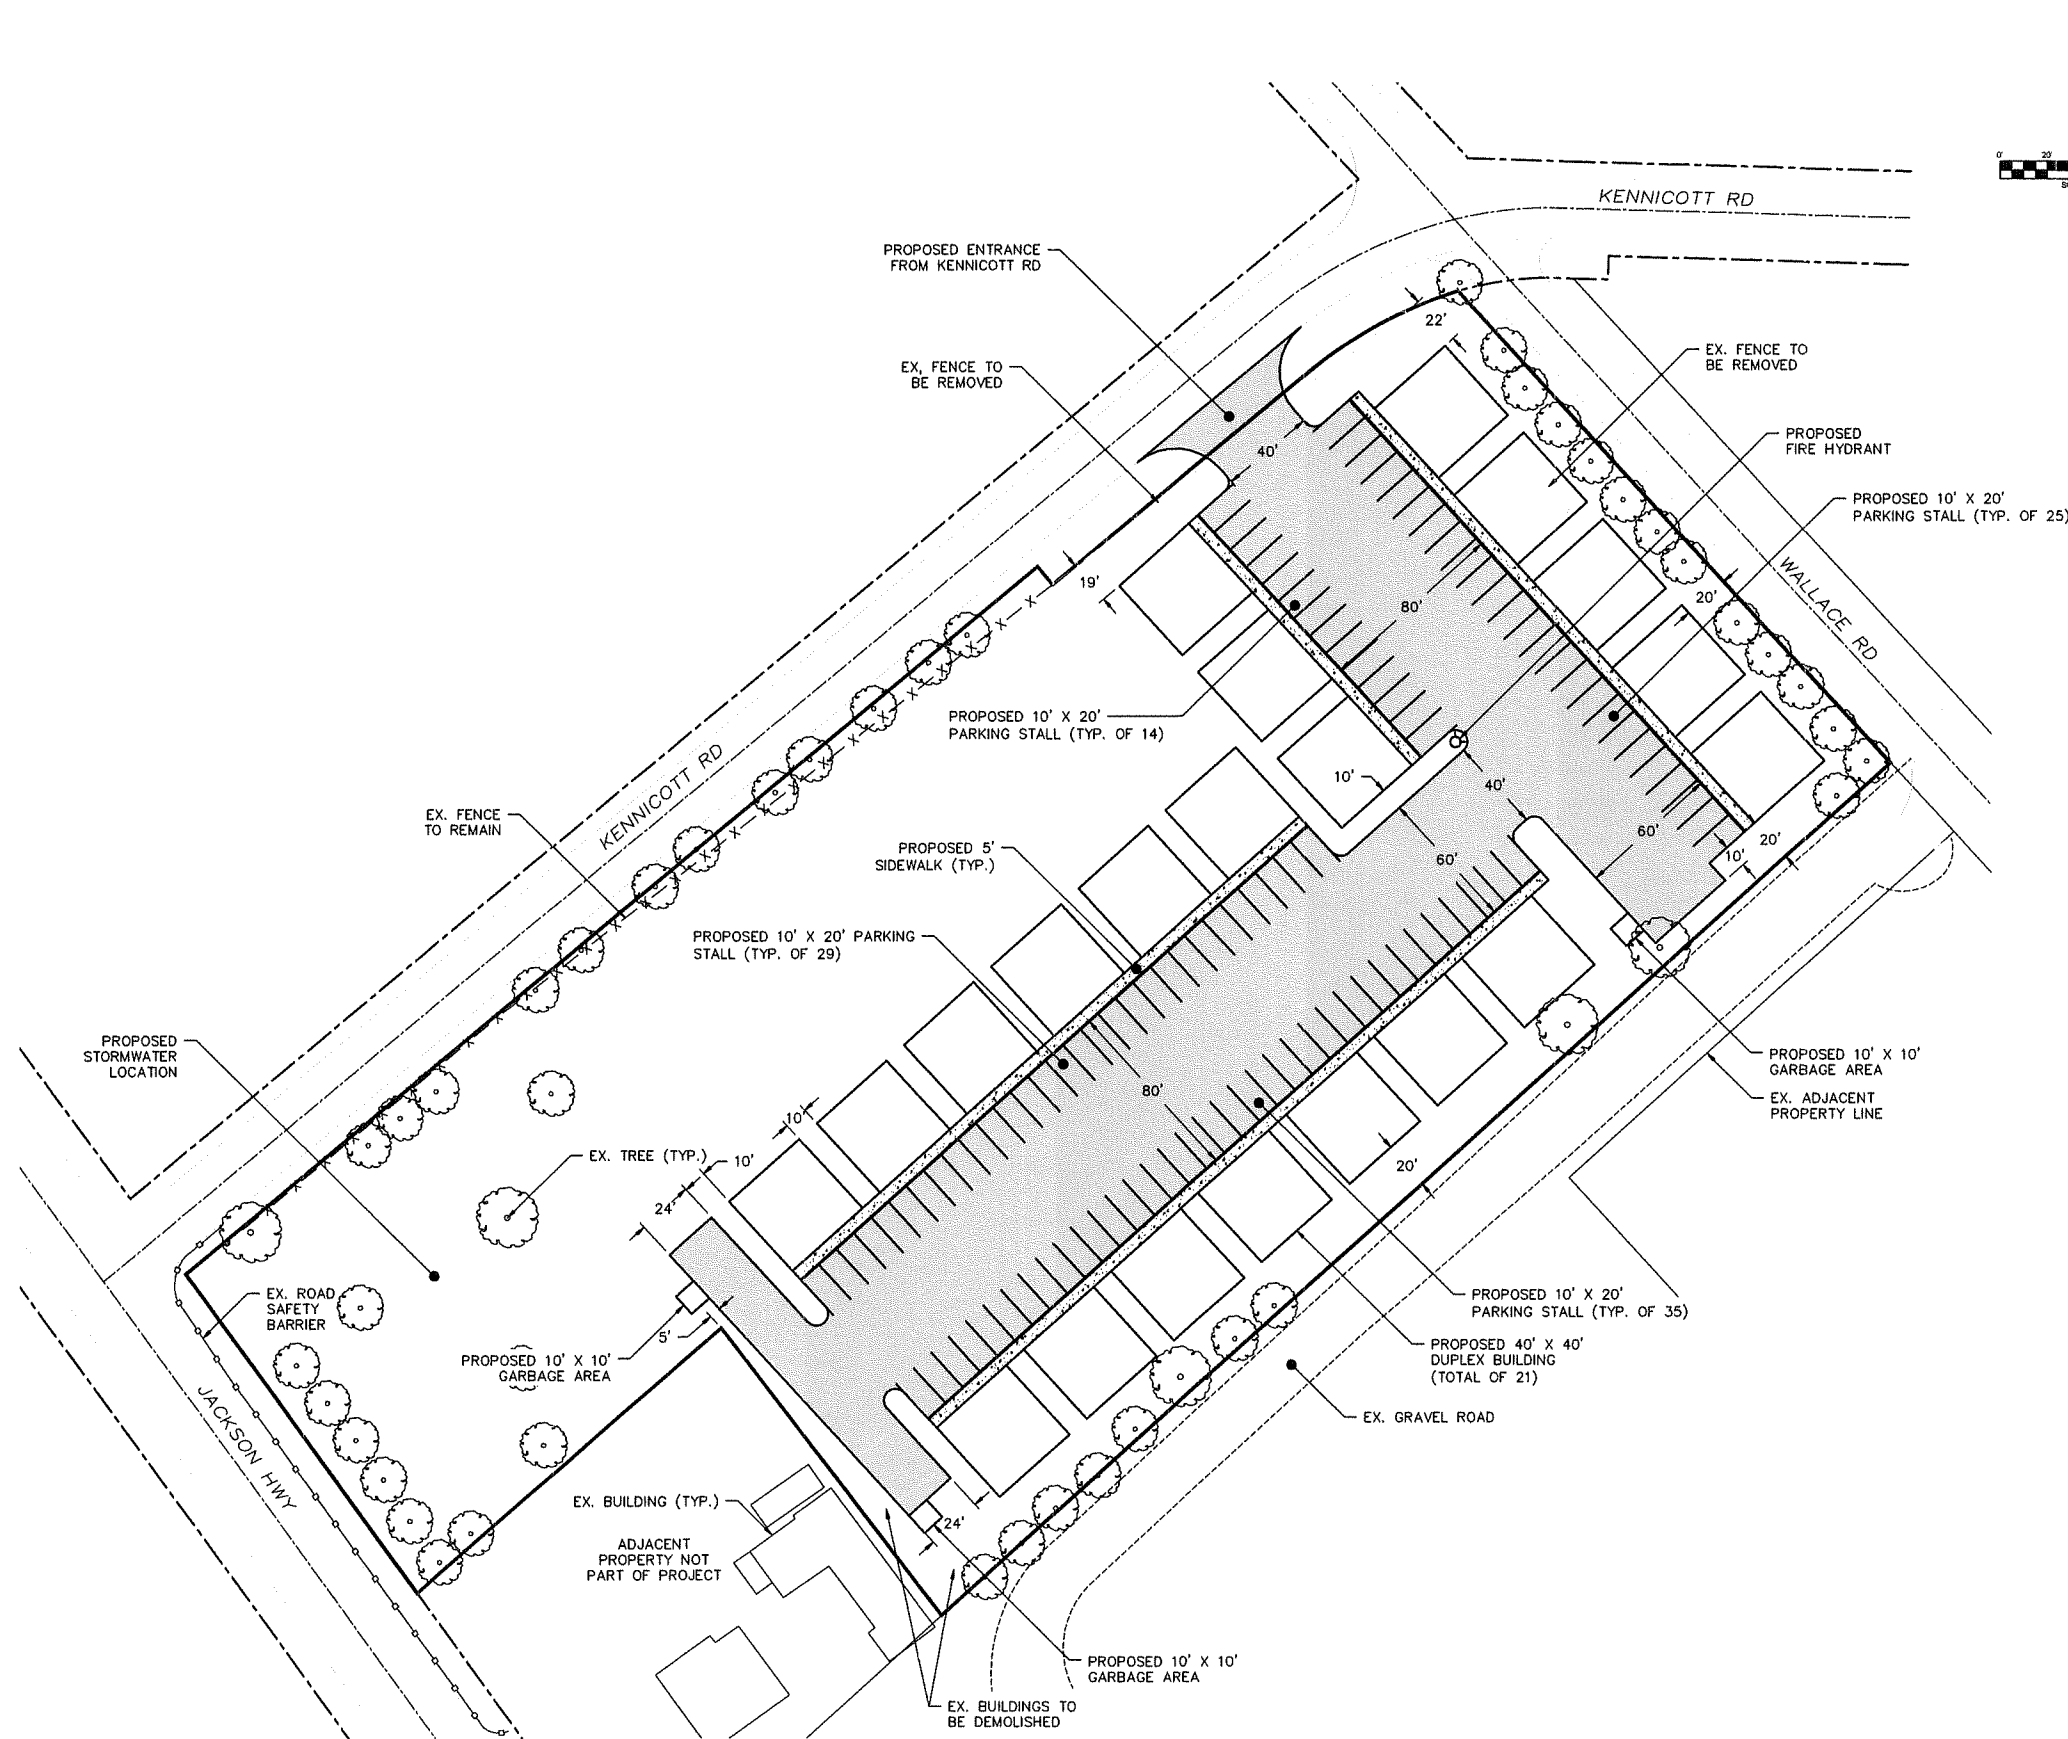 0' 20'
KENNICOTT RD
PROPOSED ENTRANCE
FROM KENNICOTT RD
22'
EX. FENCE TO
BE REMOVED
EX, FENCE TO
BE REMOVED
PROPOSED
FIRE HYDRANT
40'
PROPOSED 10' X 20'
PARKING STALL (TYP. OF 25)
WALLACE RD
19'
80'
20'
PROPOSED 10' X 20'
PARKING STALL (TYP. OF 14)
KENNICOTT RD
10'
40'
EX. FENCE
TO REMAIN
60'
20'
PROPOSED 5'
SIDEWALK (TYP.)
60'
10'
PROPOSED 10' X 20' PARKING
STALL (TYP. OF 29)
PROPOSED
STORMWATER
LOCATION
PROPOSED 10' X 10'
GARBAGE AREA
80'
EX. ADJACENT
PROPERTY LINE
10'
EX. TREE (TYP.)
10'
20'
24'
EX. ROAD
SAFETY
BARRIER
PROPOSED 10' X 20'
PARKING STALL (TYP. OF 35)
5'
PROPOSED 10' X 10'
GARBAGE AREA
PROPOSED 40' X 40'
DUPLEX BUILDING
(TOTAL OF 21)
JACKSON HWY
EX. GRAVEL ROAD
EX. BUILDING (TYP.)
24'
ADJACENT
PROPERTY NOT
PART OF PROJECT
PROPOSED 10' X 10'
GARBAGE AREA
EX. BUILDINGS TO
BE DEMOLISHED